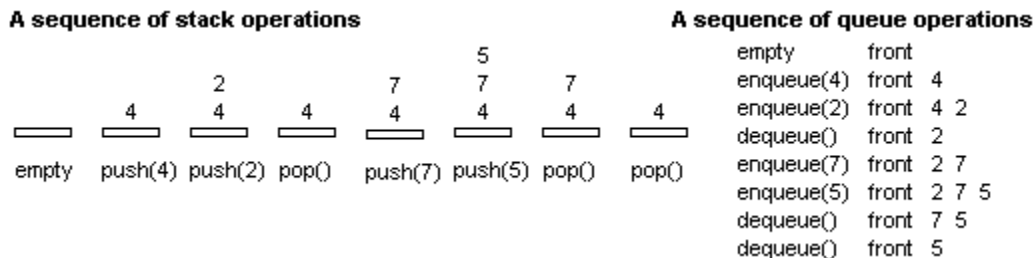 A sequence of stack operations
5
2 7 7 7
4 4 4 4 4 4 4
empty push(4) push(2) pop() push(7) push(5) pop() pop()
A sequence of queue operations
empty front
enqueue(4) front 4
enqueue(2) front 4 2
dequeue() front 2
enqueue(7) front 2 7
enqueue(5) front 2 7 5
dequeue() front 7 5
dequeue() front 5